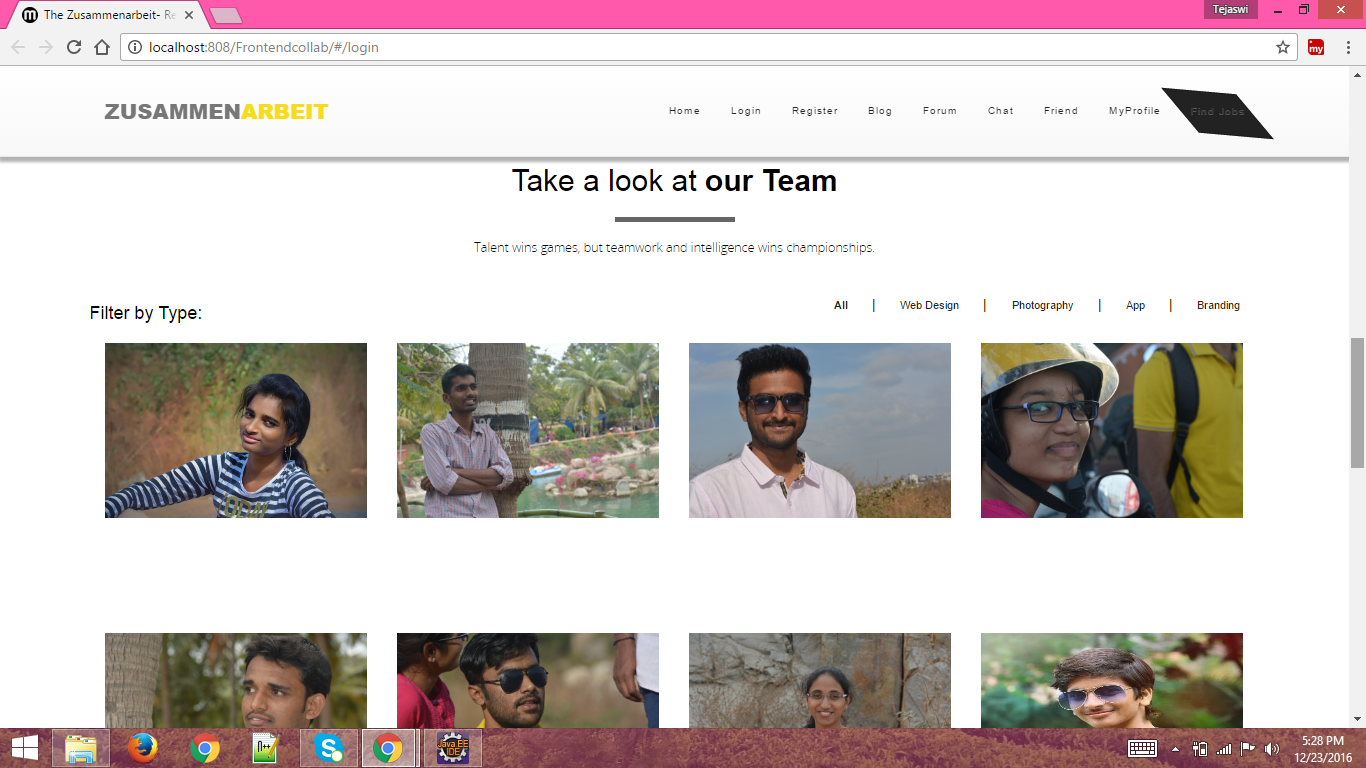 Tejaswi
The Zusammenarbeit- Re
localhost:808/Frontendcollab/#/login
my
ZUSAMMENARBEIT
Home Login Register Blog Forum Chat Friend MyProfile Find Jobs
Take a look at our Team
Talent wins games, but teamwork and intelligence wins championships.
All | Web Design | Photography | App | Branding
Filter by Type:
Java EE
IDE
5:28 PM
12/23/2016